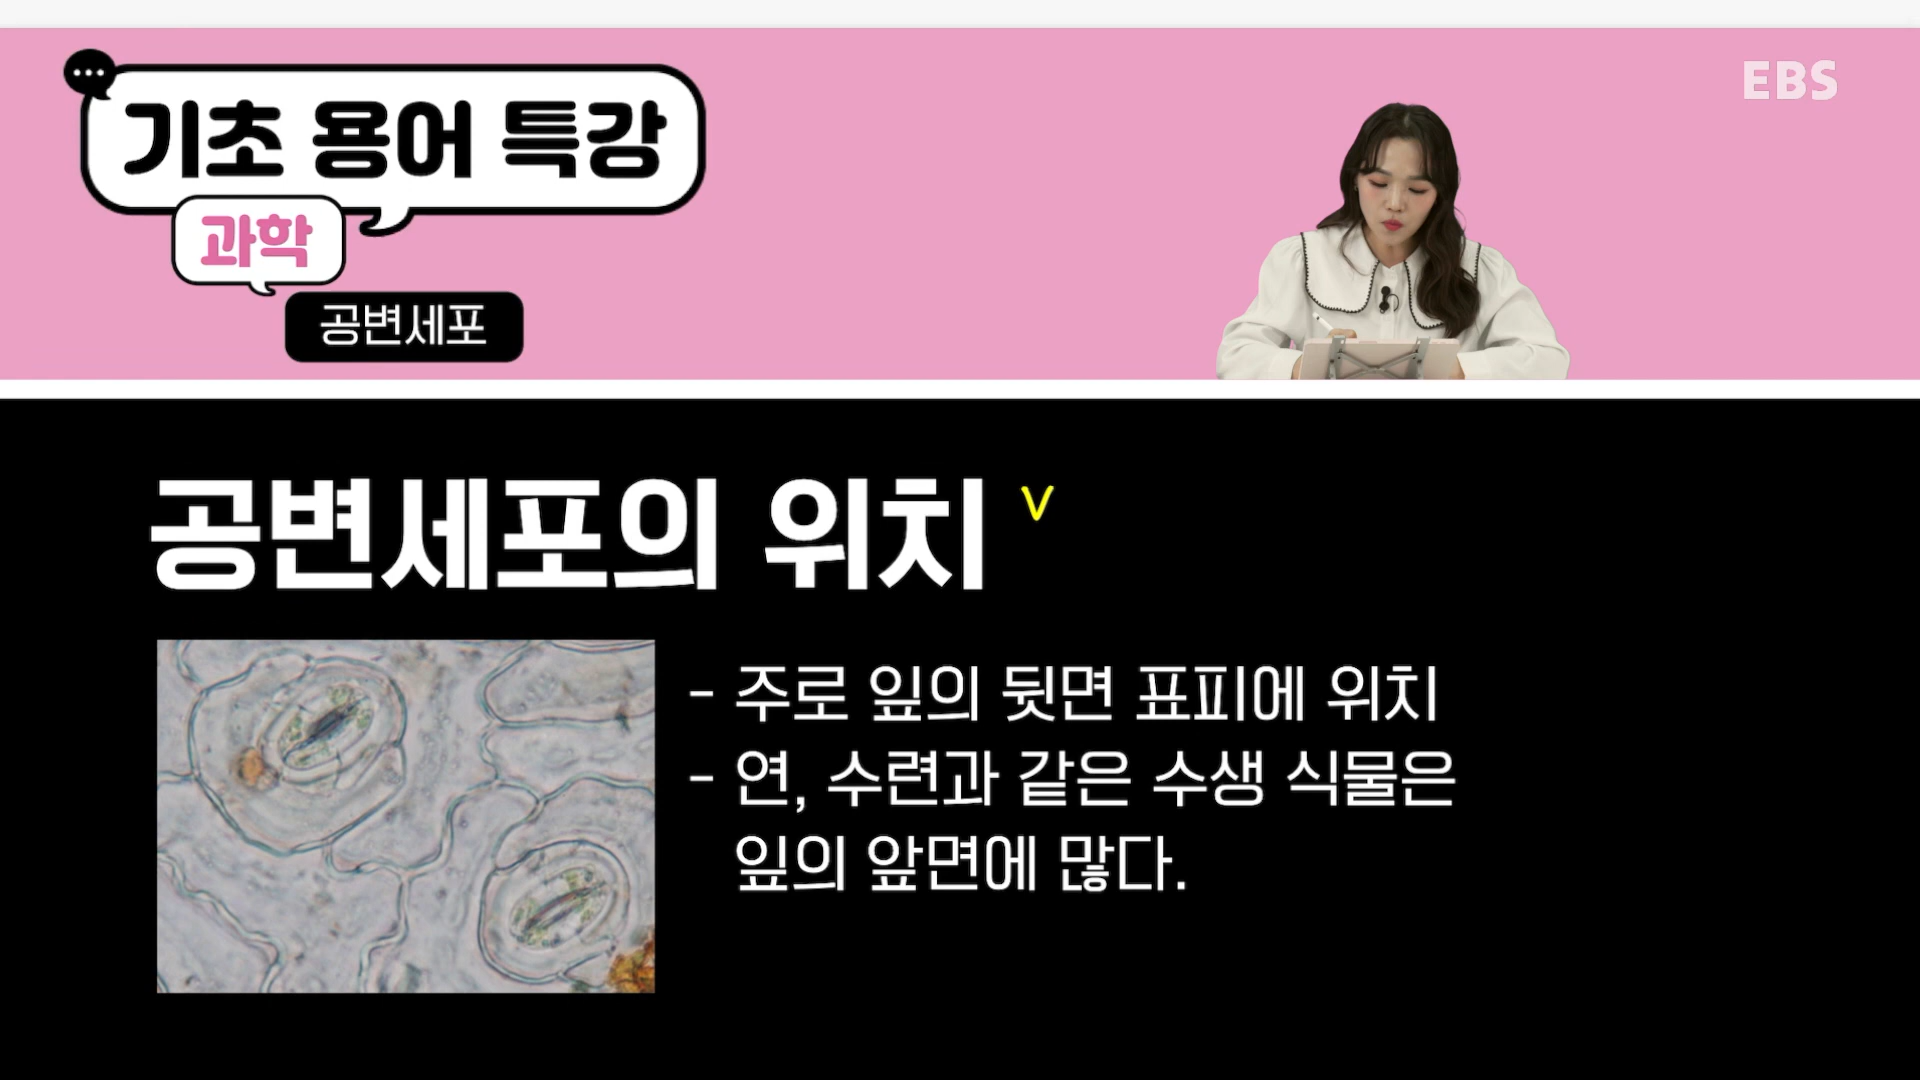 EBS
기초 용어 특강
과학
공변세포
공변세포의 위치 V
- 주로 잎의 뒷면 표피에 위치
- 연, 수련과 같은 수생 식물은
잎의 앞면에 많다.